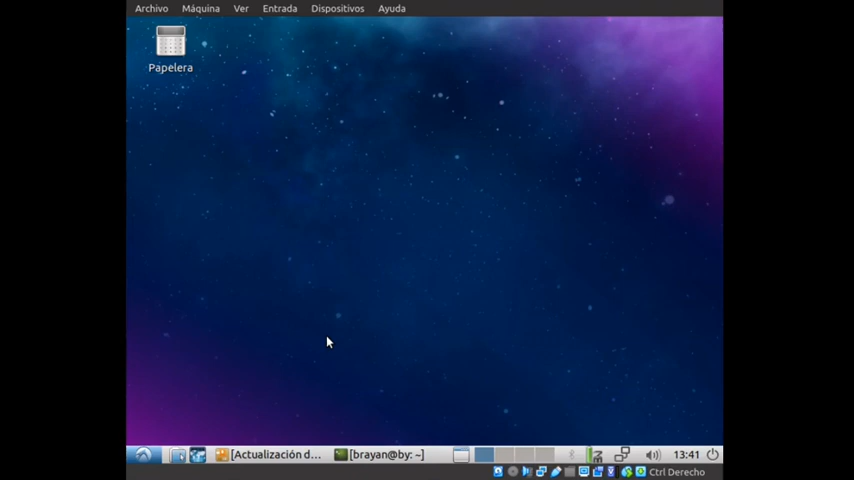 Archivo Máquina Ver Entrada Dispositivos Ayuda
Papelera
[Actualización d... [brayan@by: ~] 13:41
Ctrl Derecho